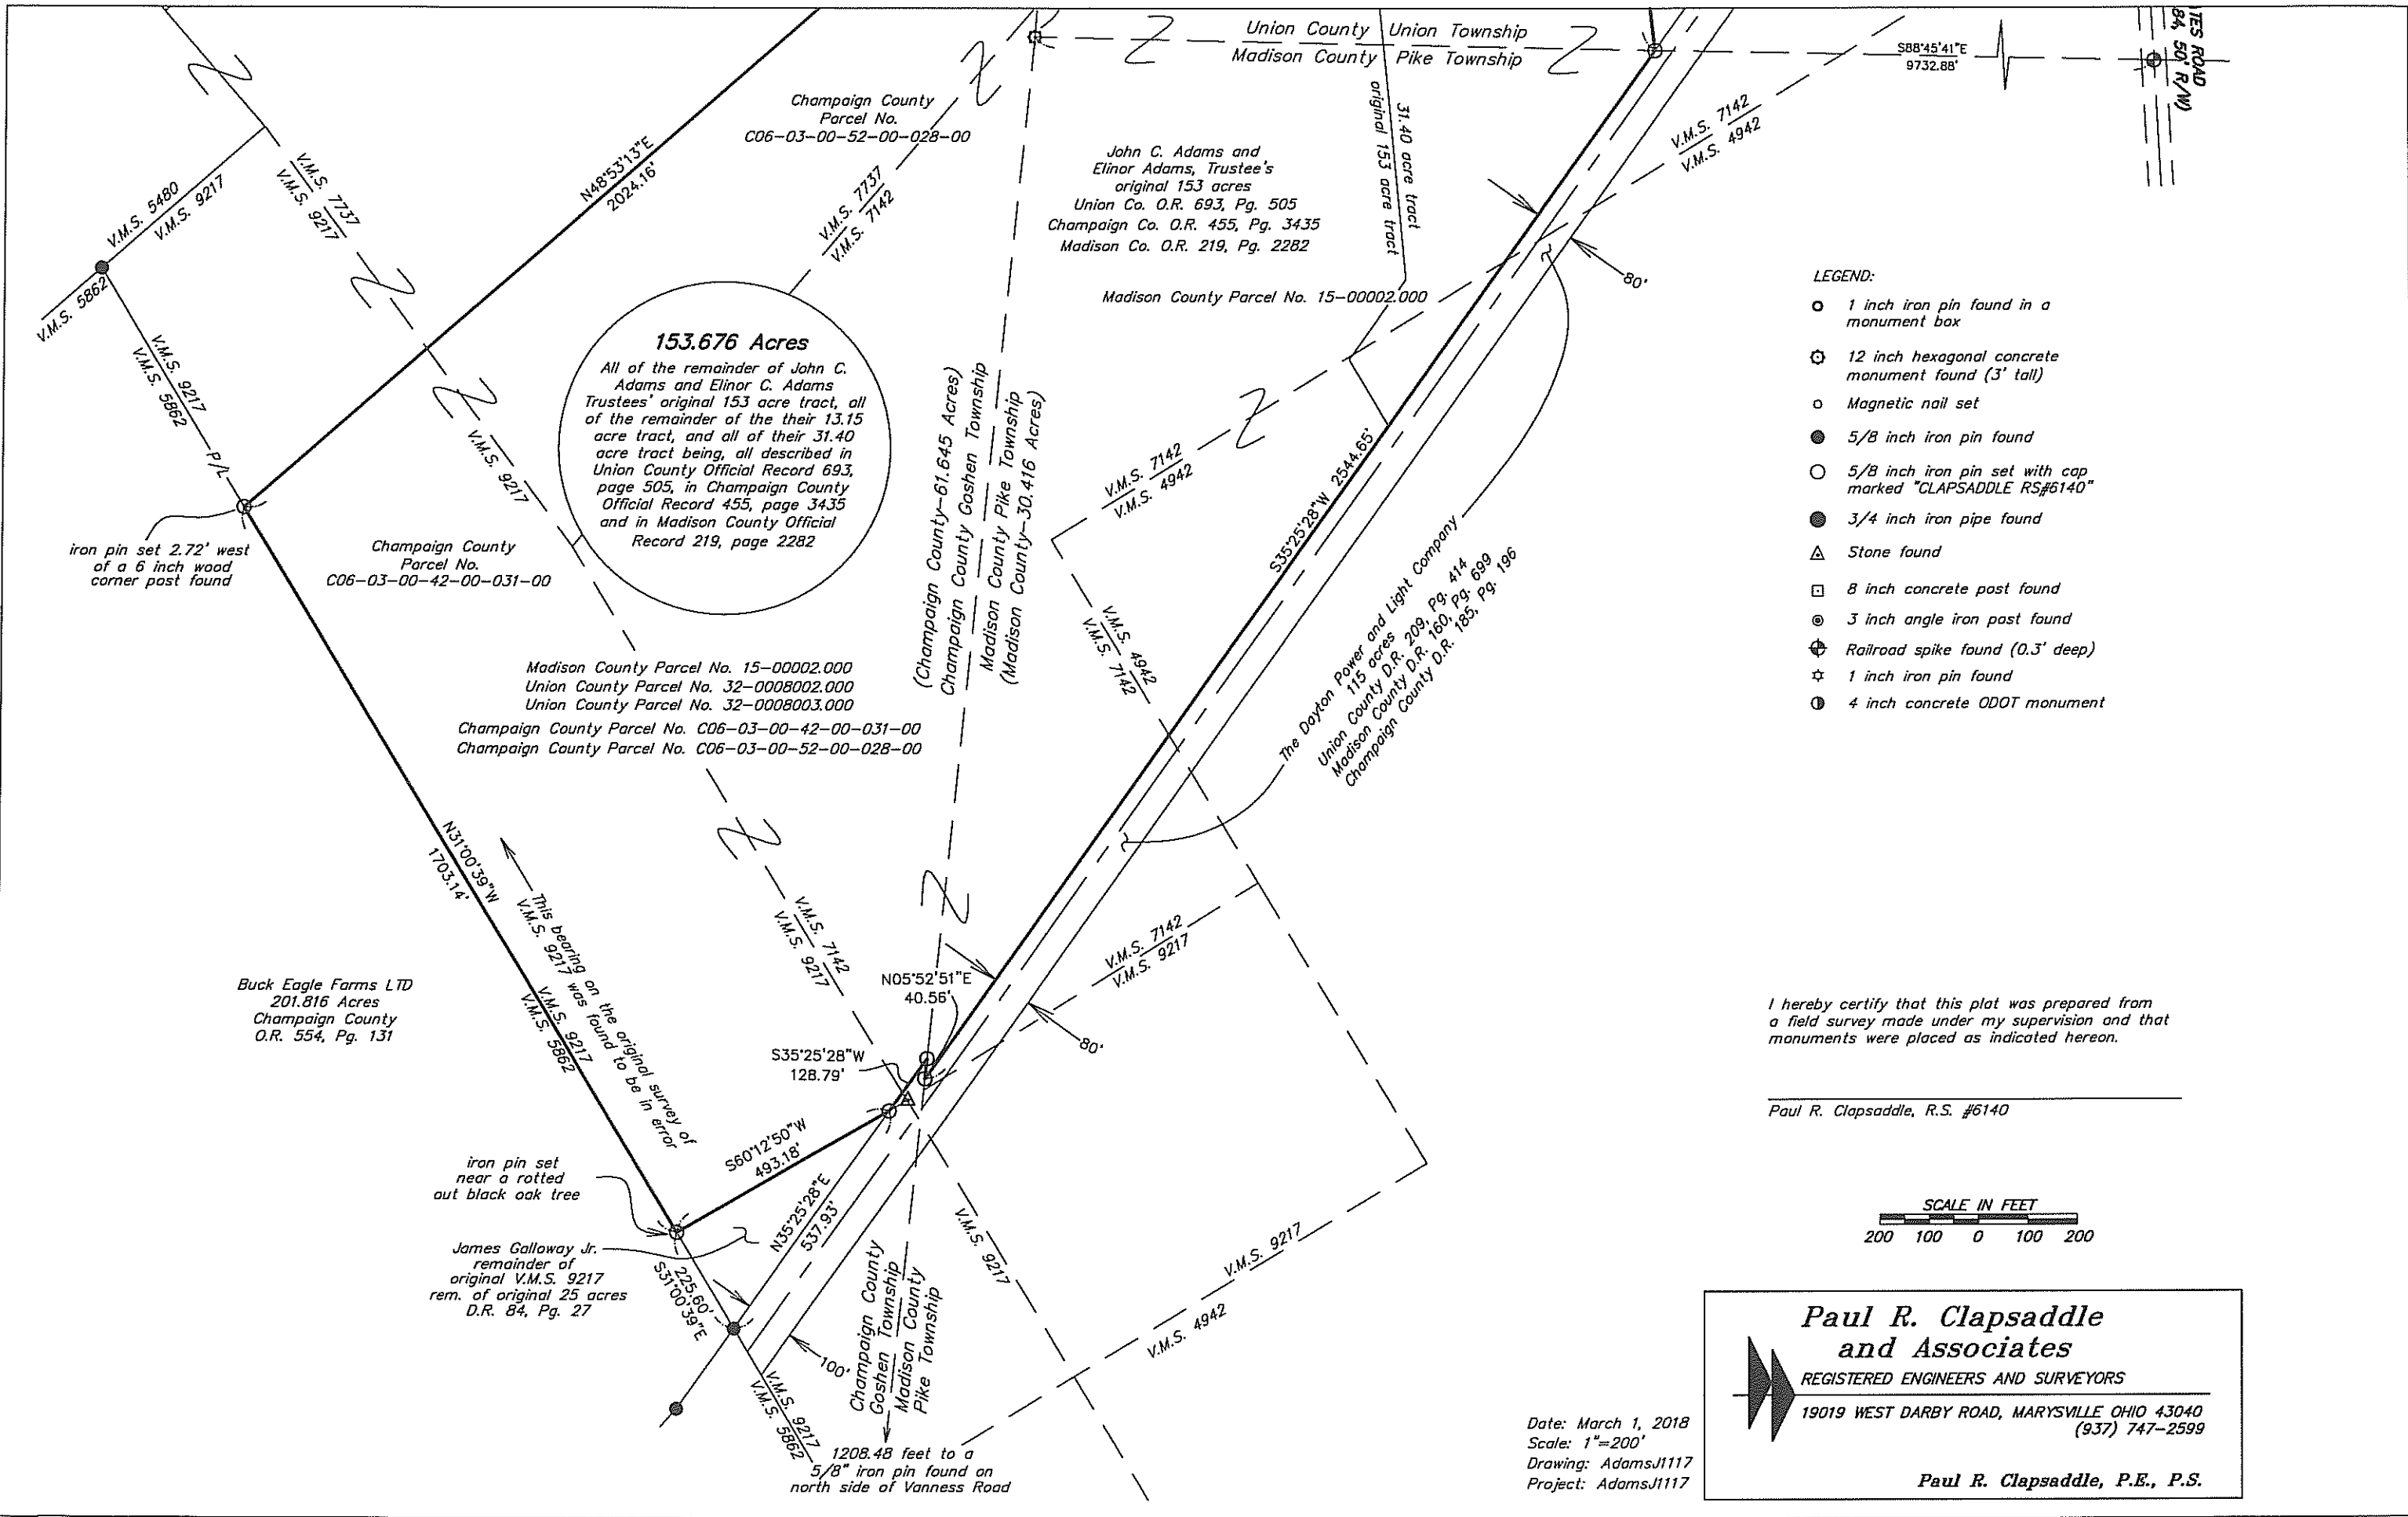 Union County Union Township
Madison County Pike Township
S88°45'41"E
9732.88'
TES ROAD
84, 50' R/W)
Champaign County
Parcel No.
C06-03-00-52-00-028-00
N48°53'13"E
2024.16'
V.M.S. 7737
V.M.S. 9217
V.M.S. 5480
V.M.S. 9217
V.M.S. 5862
V.M.S. 7737
V.M.S. 7142
John C. Adams and
Elinor Adams, Trustee's
original 153 acres
Union Co. O.R. 693, Pg. 505
Champaign Co. O.R. 455, Pg. 3435
Madison Co. O.R. 219, Pg. 2282
31.40 acre tract
original 153 acre tract
V.M.S. 7142
V.M.S. 4942
80'
Madison County Parcel No. 15-00002.000
153.676 Acres
All of the remainder of John C.
Adams and Elinor C. Adams
Trustees' original 153 acre tract, all
of the remainder of the their 13.15
acre tract, and all of their 31.40
acre tract being, all described in
Union County Official Record 693,
page 505, in Champaign County
Official Record 455, page 3435
and in Madison County Official
Record 219, page 2282
V.M.S. 9217
V.M.S. 5862
P/L
V.M.S. 9217
iron pin set 2.72' west
of a 6 inch wood
corner post found
Champaign County
Parcel No.
C06-03-00-42-00-031-00
(Champaign County-61.645 Acres)
Champaign County Goshen Township
Madison County Pike Township
(Madison County-30.416 Acres)
V.M.S. 7142
V.M.S. 4942
S35°25'28"W 2544.65'
V.M.S. 4942
V.M.S. 7142
The Dayton Power and Light Company
115 acres
Union County D.R. 209, Pg. 414
Madison County D.R. 160, Pg. 699
Champaign County D.R. 185, Pg. 196
Madison County Parcel No. 15-00002.000
Union County Parcel No. 32-0008002.000
Union County Parcel No. 32-0008003.000
Champaign County Parcel No. C06-03-00-42-00-031-00
Champaign County Parcel No. C06-03-00-52-00-028-00
LEGEND:
1 inch iron pin found in a
monument box
12 inch hexagonal concrete
monument found (3' tall)
Magnetic nail set
5/8 inch iron pin found
5/8 inch iron pin set with cap
marked "CLAPSADDLE RS#6140"
3/4 inch iron pipe found
Stone found
8 inch concrete post found
3 inch angle iron post found
Railroad spike found (0.3' deep)
1 inch iron pin found
4 inch concrete ODOT monument
N31°00'39"W
1703.14'
This bearing on the original survey of
V.M.S. 9217 was found to be in error
V.M.S. 9217
V.M.S. 5862
V.M.S. 7142
V.M.S. 9217
Buck Eagle Farms LTD
201.816 Acres
Champaign County
O.R. 554, Pg. 131
N05°52'51"E
40.56'
V.M.S. 7142
V.M.S. 9217
80'
S35°25'28"W
128.79'
S60°12'50"W
493.18'
iron pin set
near a rotted
out black oak tree
N35°25'28"E
537.93'
James Galloway Jr.
remainder of
original V.M.S. 9217
rem. of original 25 acres
D.R. 84, Pg. 27
225.60'
S31°00'39"E
100'
V.M.S. 9217
V.M.S. 5862
Champaign County
Goshen Township
Madison County
Pike Township
V.M.S. 9217
V.M.S. 9217
V.M.S. 4942
1208.48 feet to a
5/8" iron pin found on
north side of Vanness Road
I hereby certify that this plat was prepared from
a field survey made under my supervision and that
monuments were placed as indicated hereon.
Paul R. Clapsaddle, R.S. #6140
SCALE IN FEET
200 100 0 100 200
Date: March 1, 2018
Scale: 1"=200'
Drawing: AdamsJ1117
Project: AdamsJ1117
Paul R. Clapsaddle
and Associates
REGISTERED ENGINEERS AND SURVEYORS
19019 WEST DARBY ROAD, MARYSVILLE OHIO 43040
(937) 747-2599
Paul R. Clapsaddle, P.E., P.S.